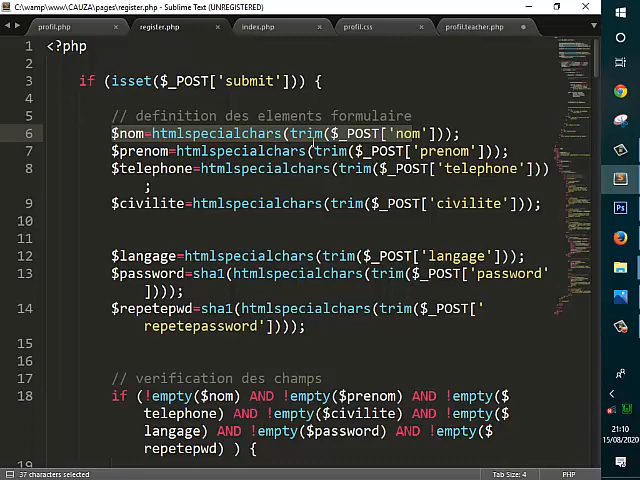 C:\wamp\www\CAUZA\pages\register.php - Sublime Text (UNREGISTERED)
profil.php
register.php
index.php
profil.css
profil.teacher.php
1 <?php
2
3 if (isset($_POST['submit'])) {
4
5 // definition des elements formulaire
6 $nom=htmlspecialchars(trim($_POST['nom']));
7 $prenom=htmlspecialchars(trim($_POST['prenom']));
8 $telephone=htmlspecialchars(trim($_POST['telephone']))
;
9 $civilite=htmlspecialchars(trim($_POST['civilite']));
10
11
12 $langage=htmlspecialchars(trim($_POST['langage']));
13 $password=sha1(htmlspecialchars(trim($_POST['password'
])));
14 $repetepwd=sha1(htmlspecialchars(trim($_POST['
repetepassword'])));
15
16
17 // verification des champs
18 if (!empty($nom) AND !empty($prenom) AND !empty($
telephone) AND !empty($civilite) AND !empty($
langage) AND !empty($password) AND !empty($
repetepwd) ) {
19
37 characters selected
Tab Size: 4
PHP
21:10
15/08/2020